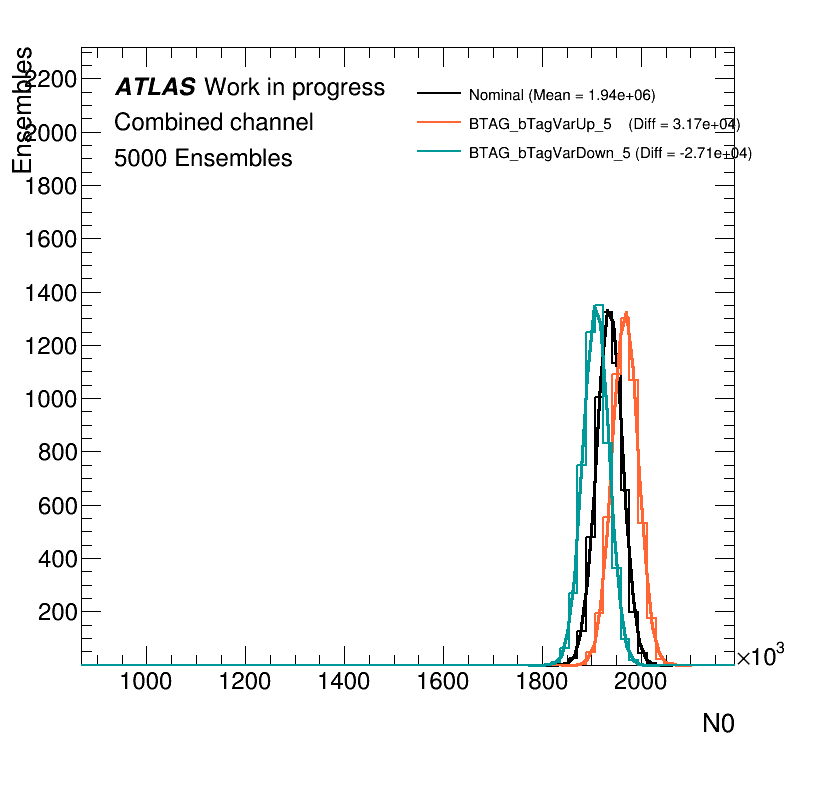 Ensembles
2200
2000
1800
1600
1400
1200
1000
800
600
400
200
ATLAS Work in progress
Combined channel
5000 Ensembles
Nominal (Mean = 1.94e+06)
BTAG_bTagVarUp_5 (Diff = 3.17e+04)
BTAG_bTagVarDown_5 (Diff = -2.71e+04)
1000 1200 1400 1600 1800 2000
×10³
N0